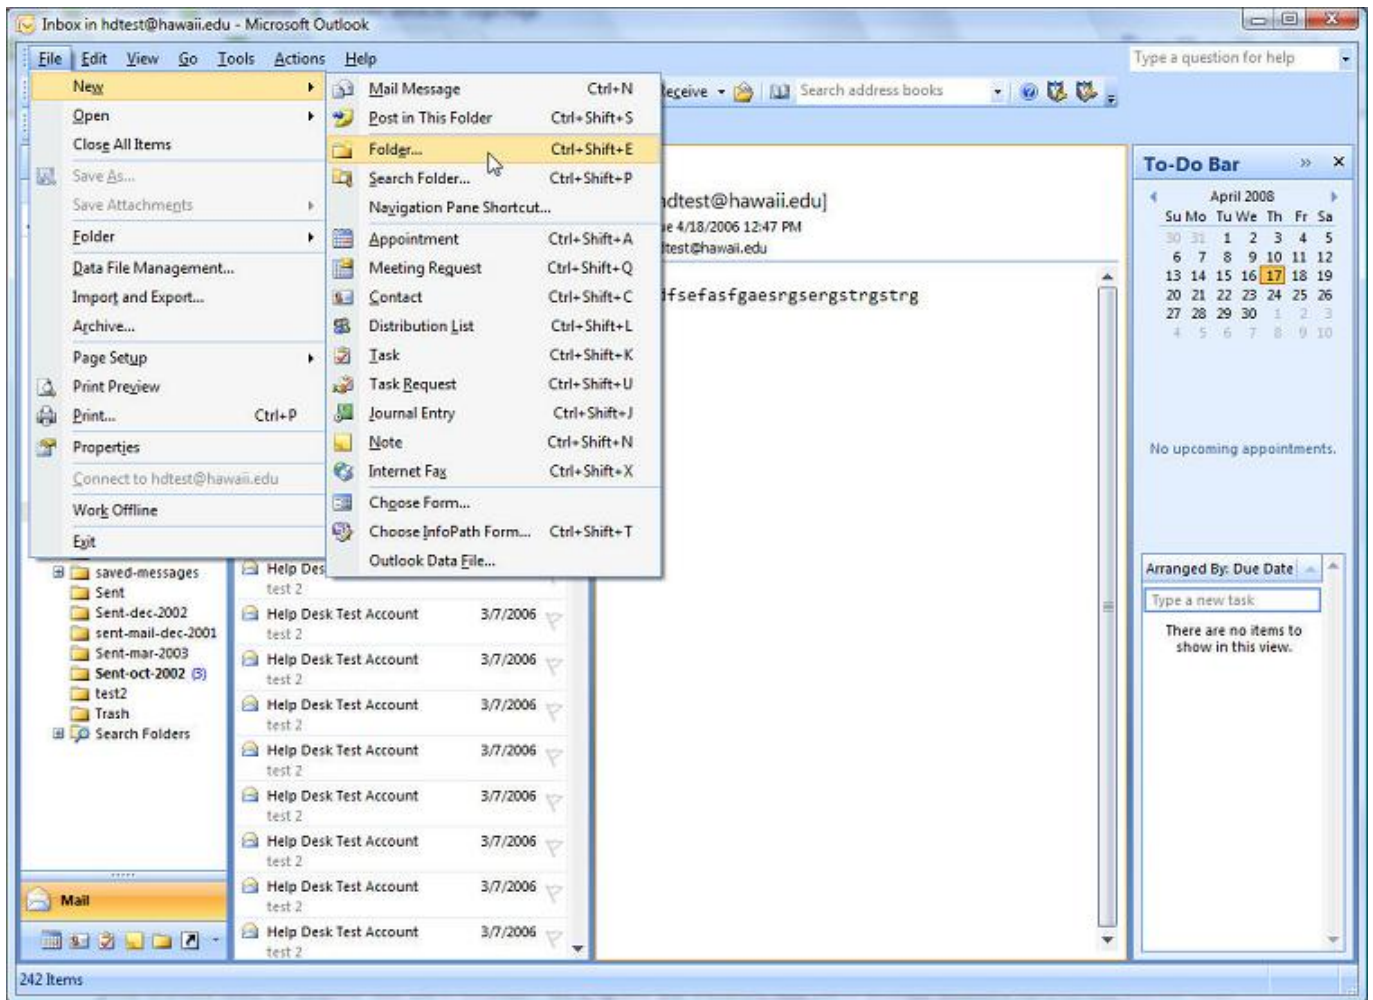 Inbox in hdtest@hawaii.edu - Microsoft Outlook
File Edit View Go Tools Actions Help
Type a question for help
New
Open
Close All Items
Save As...
Save Attachments
Folder
Data File Management...
Import and Export...
Archive...
Page Setup
Print Preview
Print... Ctrl+P
Properties
Connect to hdtest@hawaii.edu
Work Offline
Exit
Mail Message Ctrl+N
Post in This Folder Ctrl+Shift+S
Folder... Ctrl+Shift+E
Search Folder... Ctrl+Shift+P
Navigation Pane Shortcut...
Appointment Ctrl+Shift+A
Meeting Request Ctrl+Shift+Q
Contact Ctrl+Shift+C
Distribution List Ctrl+Shift+L
Task Ctrl+Shift+K
Task Request Ctrl+Shift+U
Journal Entry Ctrl+Shift+J
Note Ctrl+Shift+N
Internet Fax Ctrl+Shift+X
Choose Form...
Choose InfoPath Form... Ctrl+Shift+T
Outlook Data File...
eceive Search address books
dtest@hawaii.edu]
e 4/18/2006 12:47 PM
test@hawaii.edu
fsefasfgaesrgsergstrgstrg
To-Do Bar
April 2008
Su Mo Tu We Th Fr Sa
30 31 1 2 3 4 5
6 7 8 9 10 11 12
13 14 15 16 17 18 19
20 21 22 23 24 25 26
27 28 29 30 1 2 3
4 5 6 7 8 9 10
No upcoming appointments.
Arranged By: Due Date
Type a new task
There are no items to
show in this view.
saved-messages
Sent
Sent-dec-2002
sent-mail-dec-2001
Sent-mar-2003
Sent-oct-2002 (3)
test2
Trash
Search Folders
Help Des
test 2
Help Desk Test Account 3/7/2006
test 2
Help Desk Test Account 3/7/2006
test 2
Help Desk Test Account 3/7/2006
test 2
Help Desk Test Account 3/7/2006
test 2
Help Desk Test Account 3/7/2006
test 2
Help Desk Test Account 3/7/2006
test 2
Help Desk Test Account 3/7/2006
test 2
Help Desk Test Account 3/7/2006
test 2
Mail
242 Items